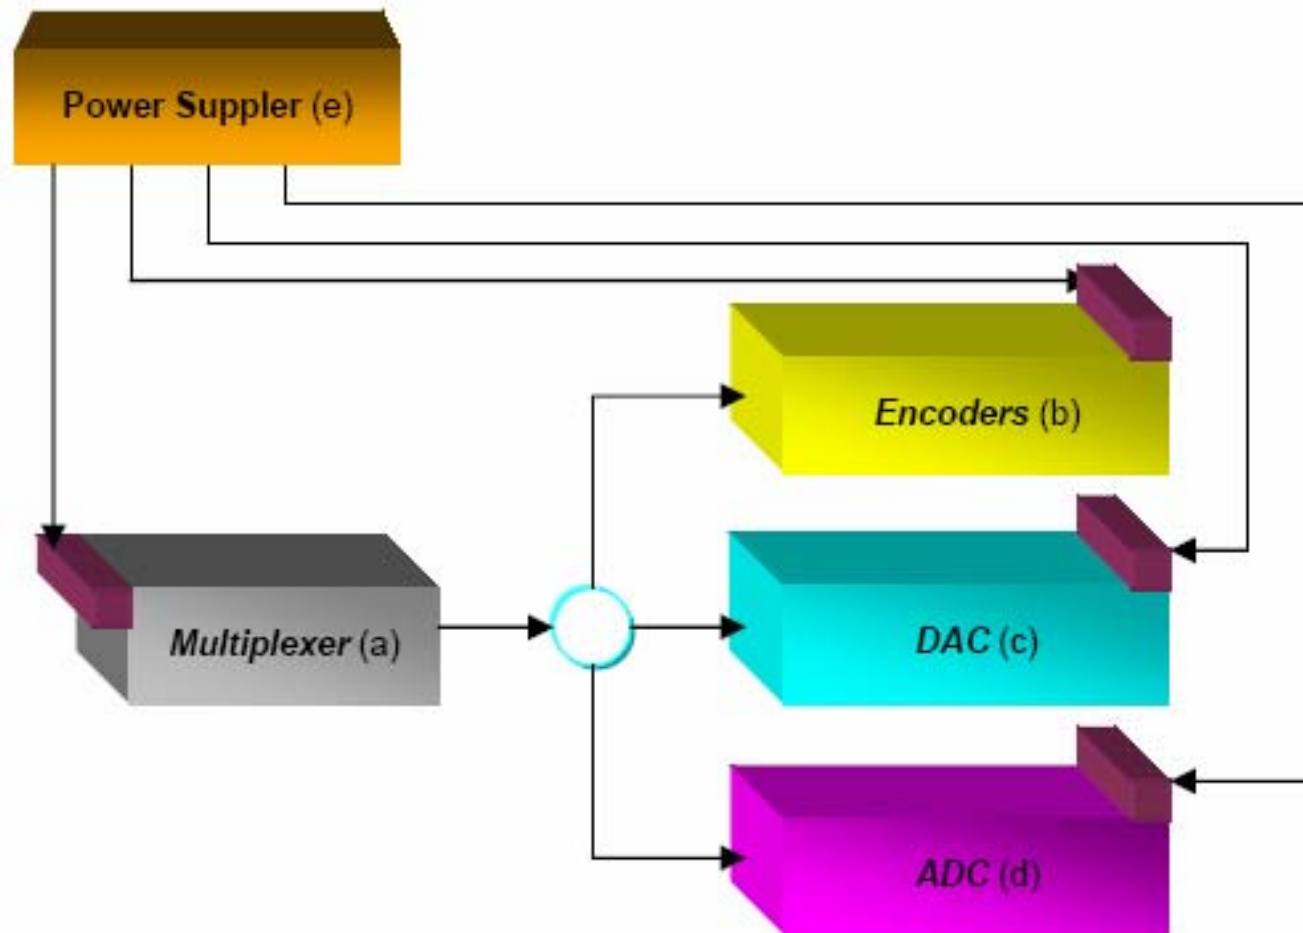 Power Suppler (e)
Encoders (b)
Multiplexer (a)
DAC (c)
ADC (d)